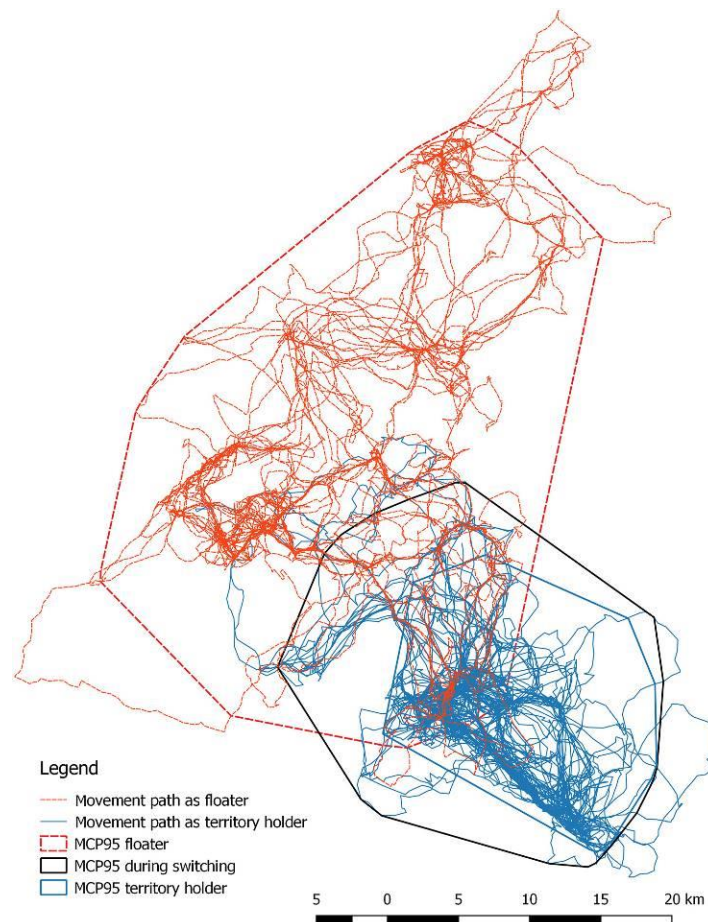 Legend
Movement path as floater
Movement path as territory holder
MCP95 floater
MCP95 during switching
MCP95 territory holder
5 0 5 10 15 20 km